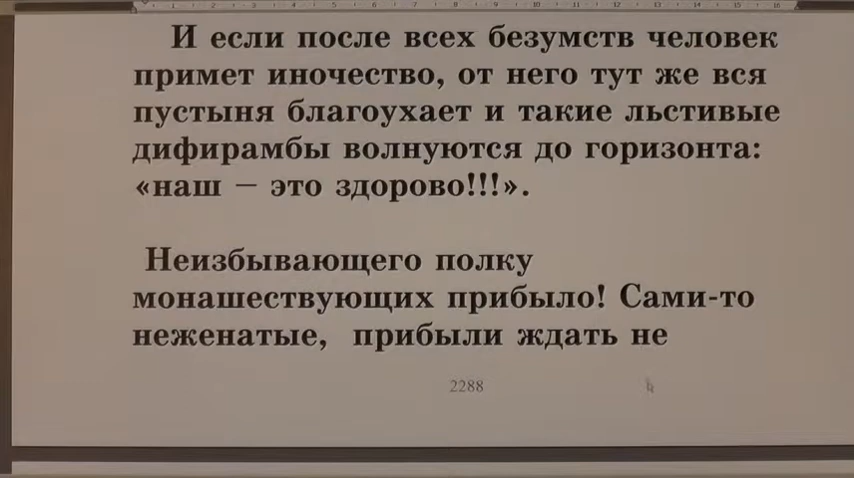 И если после всех безумств человек
примет иночество, от него тут же вся
пустыня благоухает и такие льстивые
дифирамбы волнуются до горизонта:
«наш – это здорово!!!».
Неизбывающего полку
монашествующих прибыло! Сами-то
неженатые, прибыли ждать не
2288